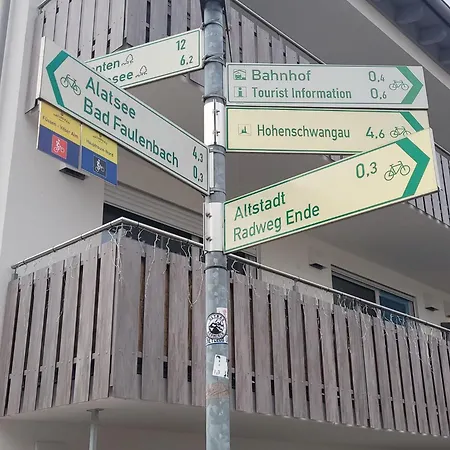 12
6,2
Alatsee 4,3
Bad Faulenbach 0,3
Bahnhof 0,4
Tourist Information 0,6
Hohenschwangau 4,6
Altstadt 0,3
Radweg Ende